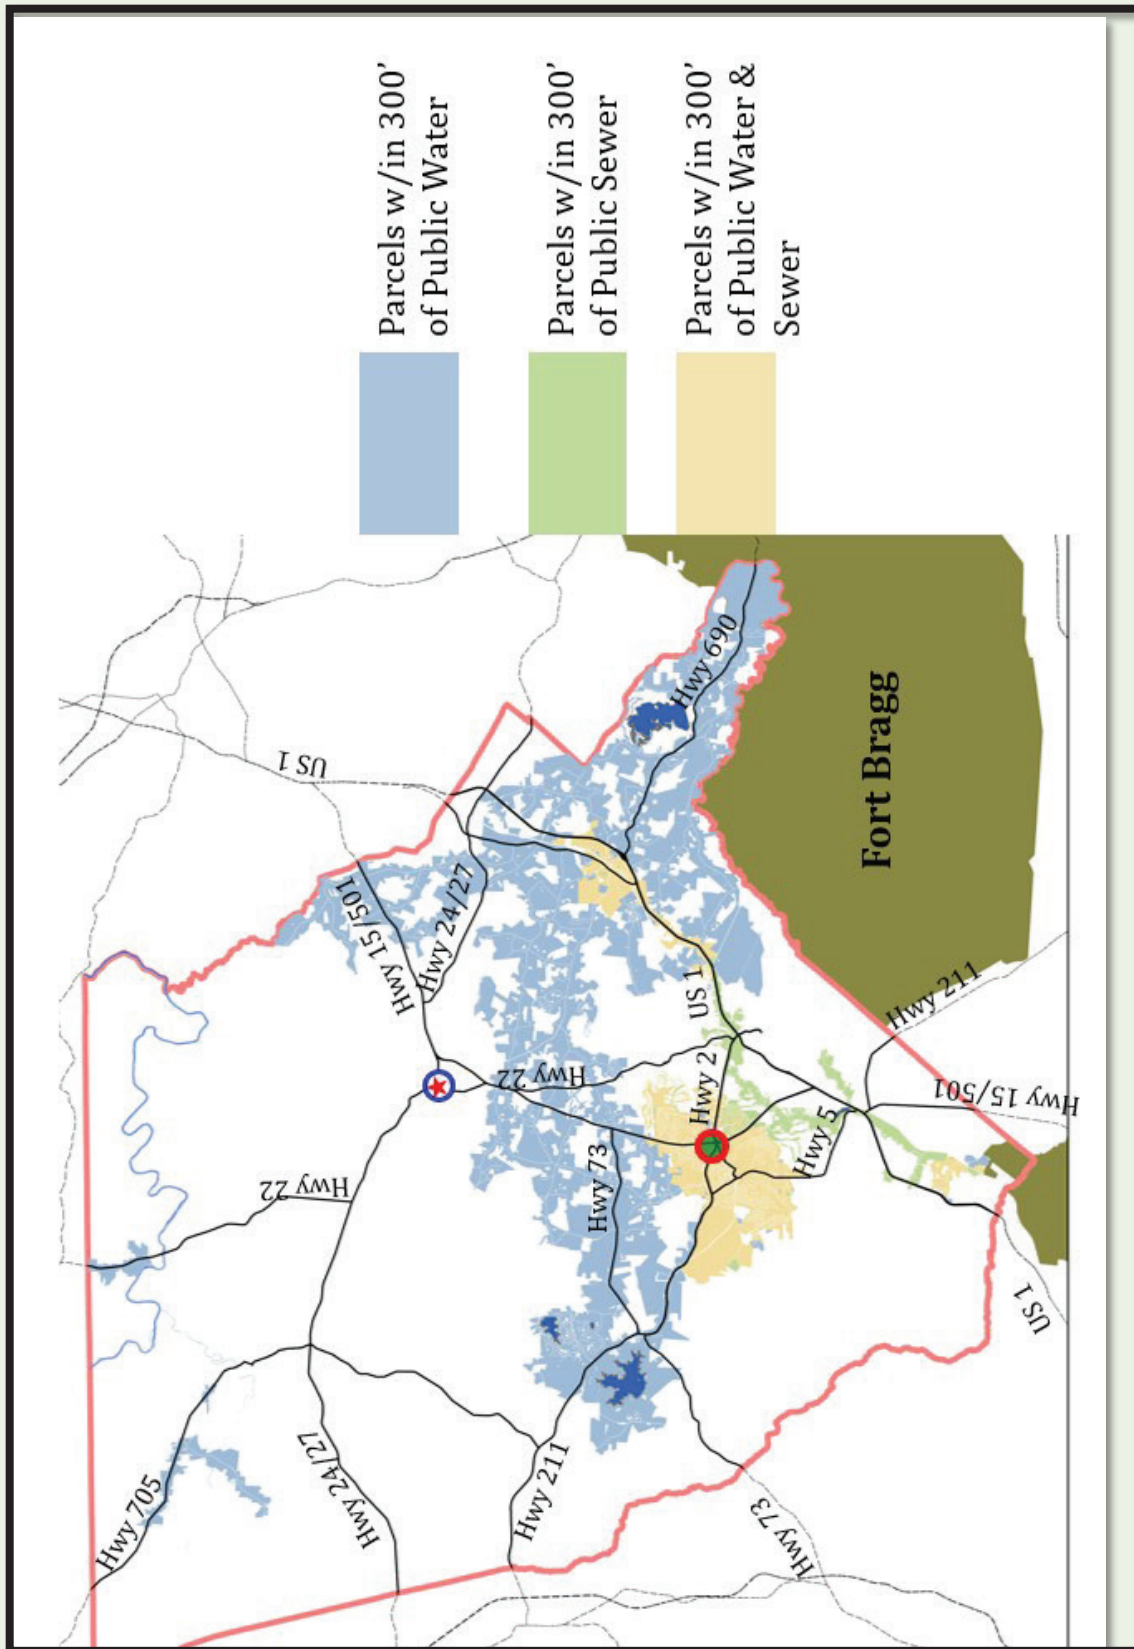 Parcels w/in 300’
of Public Water
Parcels w/in 300’
of Public Sewer
Parcels w/in 300’
of Public Water &
Sewer
Hwy 705
Hwy 22
Hwy 24/27
Hwy 211
Hwy 73
Hwy 73
Hwy 22
Hwy 15/501
Hwy 24/27
US 1
US 1
Hwy 2
Hwy 5
Hwy 690
Fort Bragg
Hwy 211
Hwy 15/501
US 1